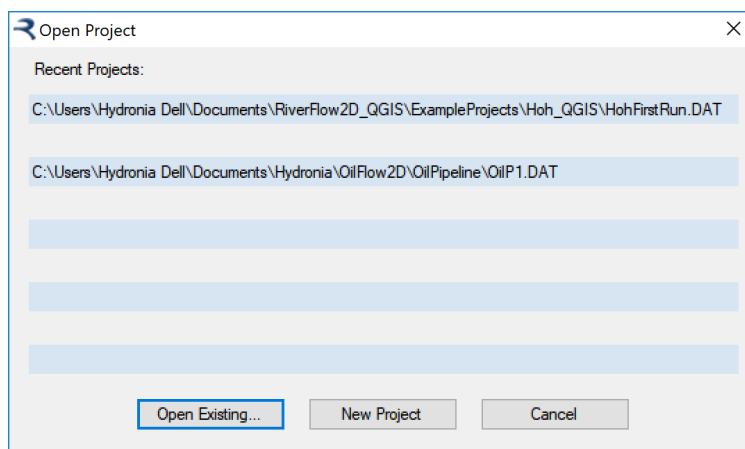 Open Project
Recent Projects:
C:\Users\Hydronia Dell\Documents\RiverFlow2D_QGIS\ExampleProjects\Hoh_QGIS\HohFirstRun.DAT
C:\Users\Hydronia Dell\Documents\Hydronia\OilFlow2D\OilPipeline\OilP1.DAT
Open Existing... New Project Cancel